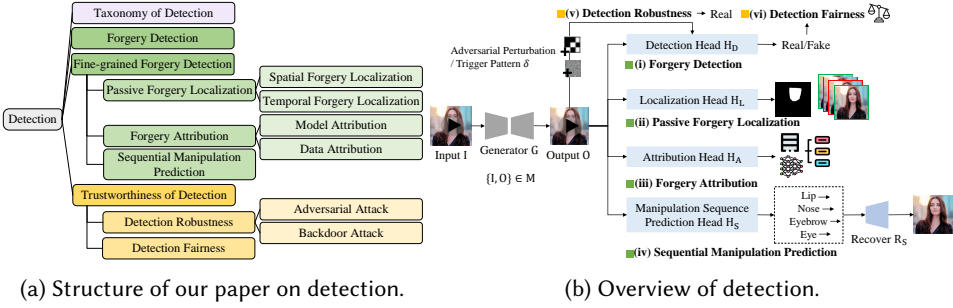 Taxonomy of Detection
Forgery Detection
Fine-grained Forgery Detection
Passive Forgery Localization
Spatial Forgery Localization
Temporal Forgery Localization
Detection
Forgery Attribution
Model Attribution
Data Attribution
Sequential Manipulation
Prediction
Trustworthiness of Detection
Detection Robustness
Adversarial Attack
Backdoor Attack
Detection Fairness
(a) Structure of our paper on detection.
(v) Detection Robustness → Real
(vi) Detection Fairness
Adversarial Perturbation
/ Trigger Pattern δ
Detection Head H_D
Real/Fake
(i) Forgery Detection
Localization Head H_L
(ii) Passive Forgery Localization
Input I
Generator G
Output O
{I, O} ∈ M
Attribution Head H_A
(iii) Forgery Attribution
Manipulation Sequence
Prediction Head H_S
Lip →
Nose →
Eyebrow →
Eye →
Recover R_S
(iv) Sequential Manipulation Prediction
(b) Overview of detection.